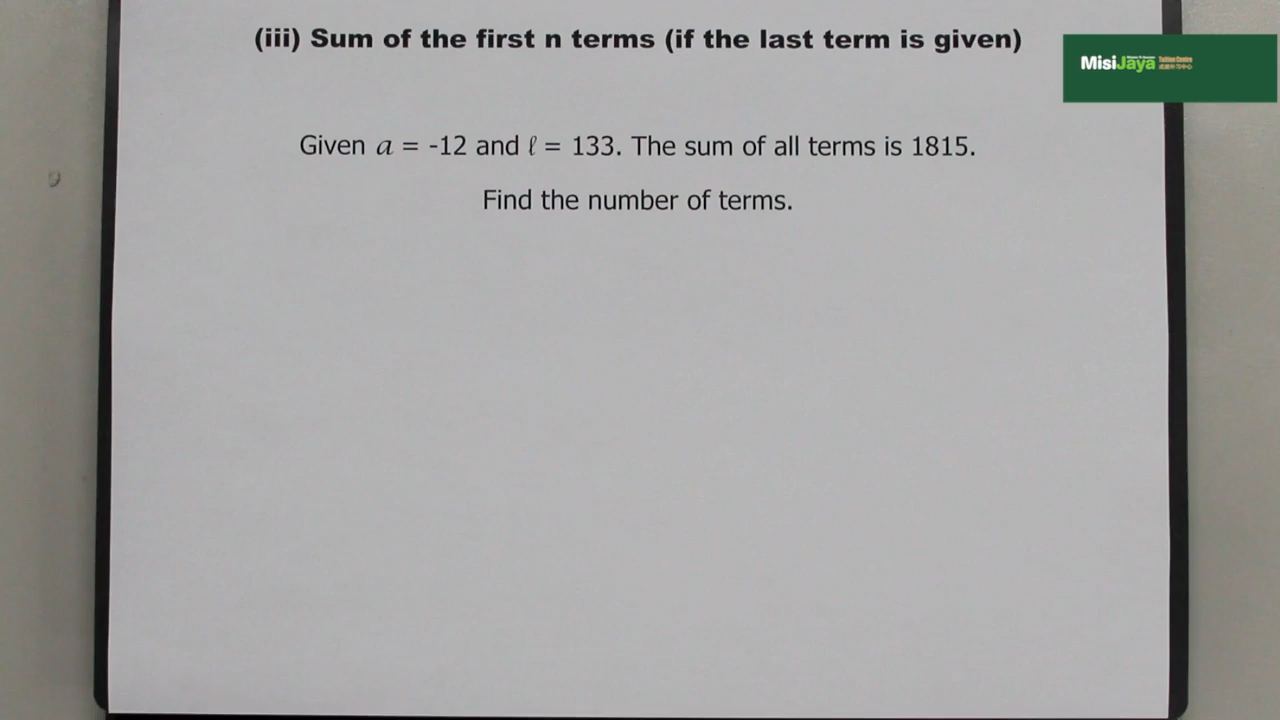 (iii) Sum of the first n terms (if the last term is given)
MisiJaya
Given a = -12 and ℓ = 133. The sum of all terms is 1815.
Find the number of terms.